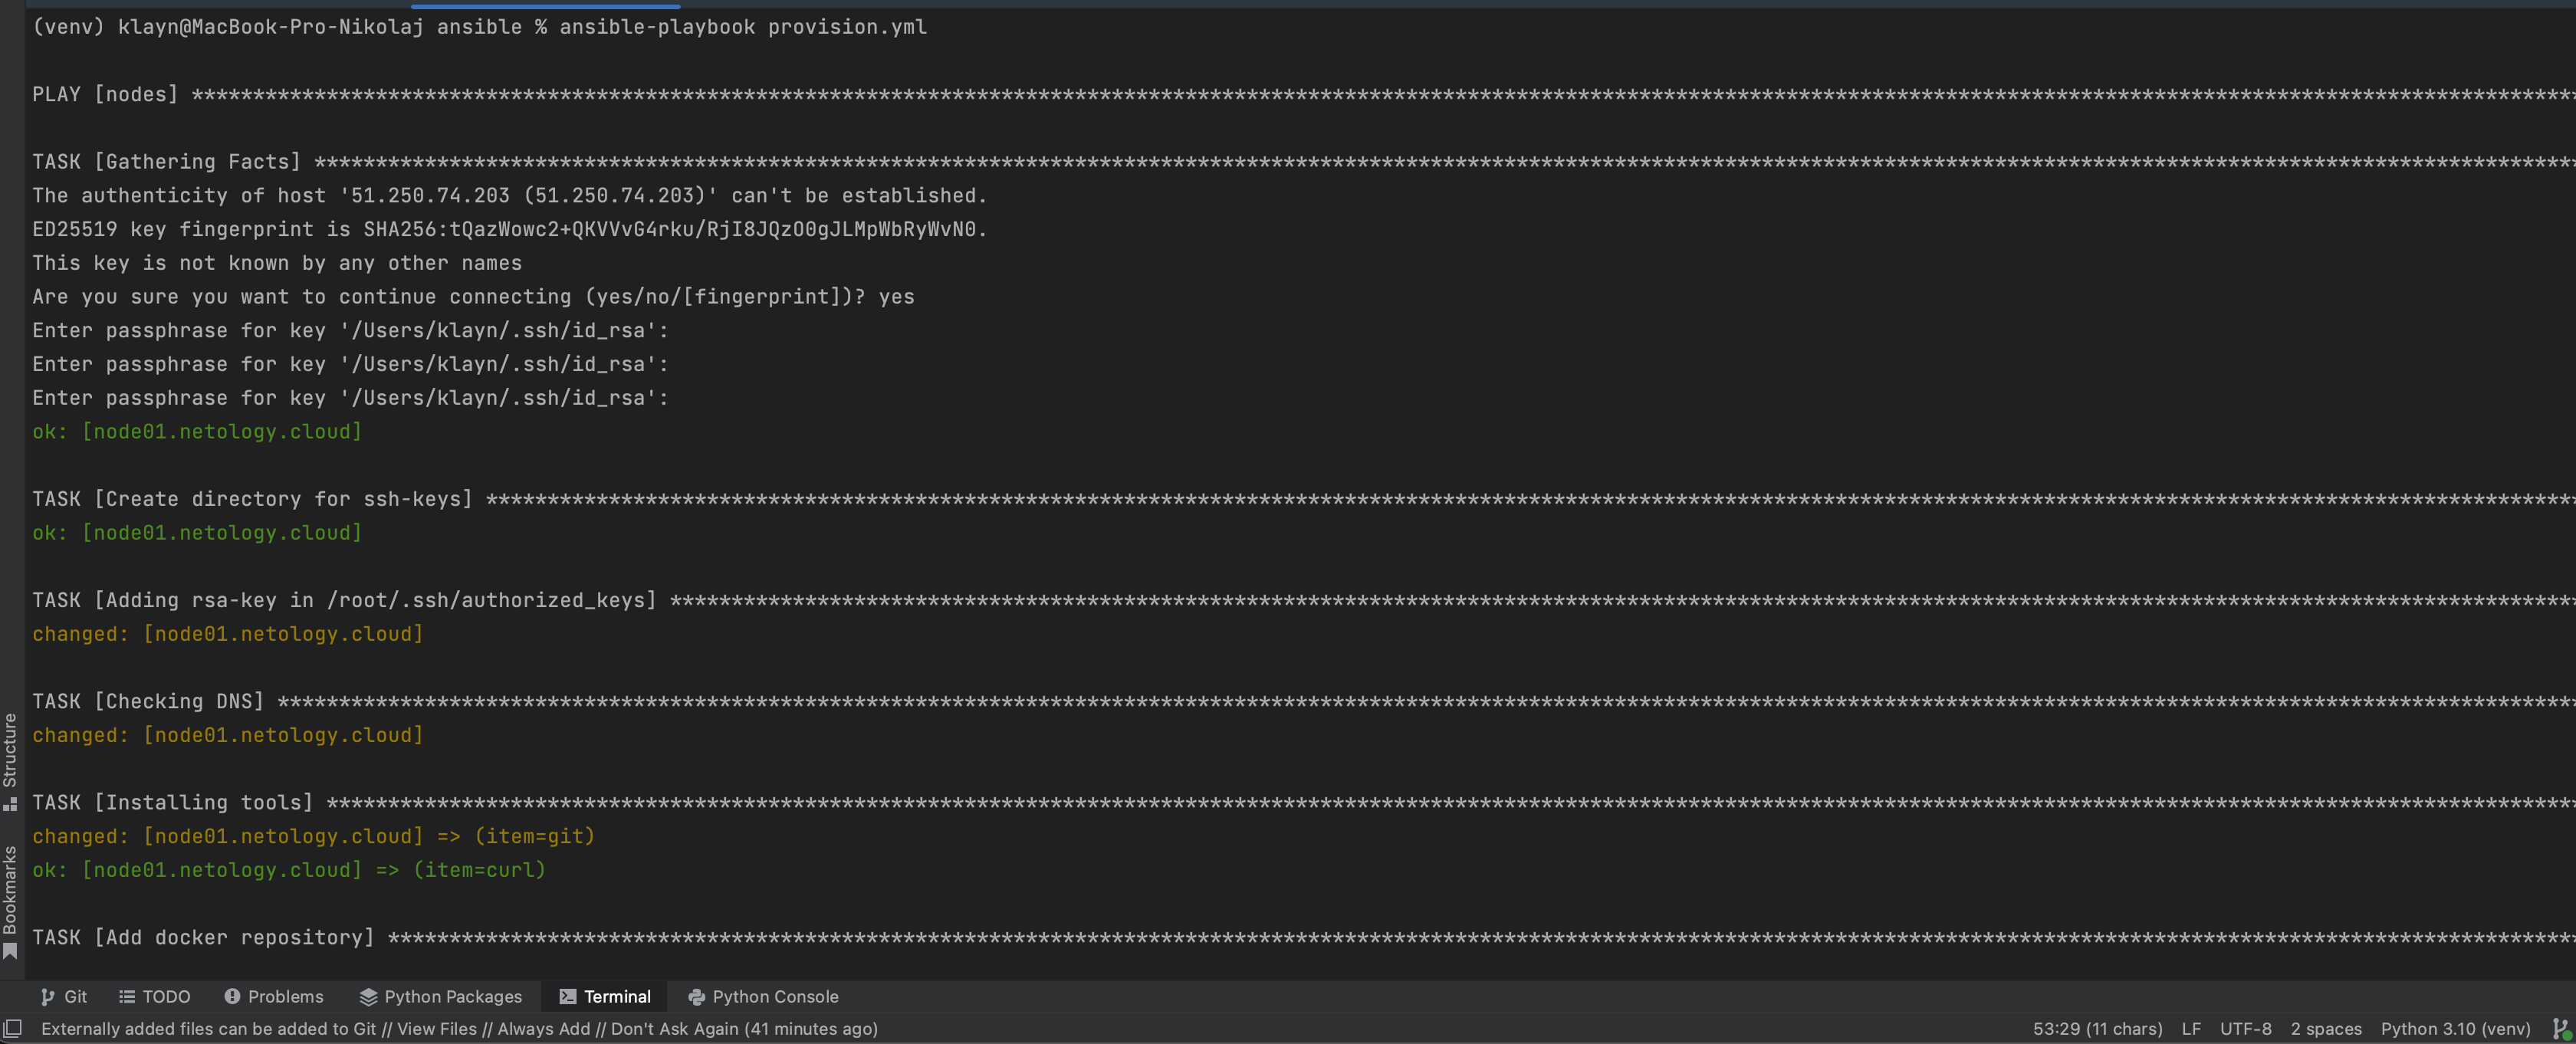 (venv) klayn@MacBook-Pro-Nikolaj ansible % ansible-playbook provision.yml
PLAY [nodes] ****************************************************************************************************************************************************************************************************
TASK [Gathering Facts] ******************************************************************************************************************************************************************************************
The authenticity of host '51.250.74.203 (51.250.74.203)' can't be established.
ED25519 key fingerprint is SHA256:tQazWowc2+QKVVvG4rku/RjI8JQzO0gJLMpWbRyWvN0.
This key is not known by any other names
Are you sure you want to continue connecting (yes/no/[fingerprint])? yes
Enter passphrase for key '/Users/klayn/.ssh/id_rsa':
Enter passphrase for key '/Users/klayn/.ssh/id_rsa':
Enter passphrase for key '/Users/klayn/.ssh/id_rsa':
ok: [node01.netology.cloud]
TASK [Create directory for ssh-keys] ****************************************************************************************************************************************************************************
ok: [node01.netology.cloud]
TASK [Adding rsa-key in /root/.ssh/authorized_keys] *************************************************************************************************************************************************************
changed: [node01.netology.cloud]
TASK [Checking DNS] *********************************************************************************************************************************************************************************************
changed: [node01.netology.cloud]
TASK [Installing tools] *****************************************************************************************************************************************************************************************
changed: [node01.netology.cloud] => (item=git)
ok: [node01.netology.cloud] => (item=curl)
TASK [Add docker repository] ************************************************************************************************************************************************************************************
Structure
Bookmarks
Git TODO Problems Python Packages Terminal Python Console
Externally added files can be added to Git // View Files // Always Add // Don't Ask Again (41 minutes ago) 53:29 (11 chars) LF UTF-8 2 spaces Python 3.10 (venv)